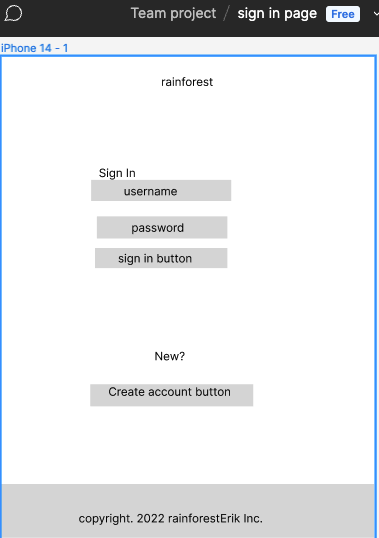 Team project / sign in page Free
iPhone 14 - 1
rainforest
Sign In
username
password
sign in button
New?
Create account button
copyright. 2022 rainforestErik Inc.